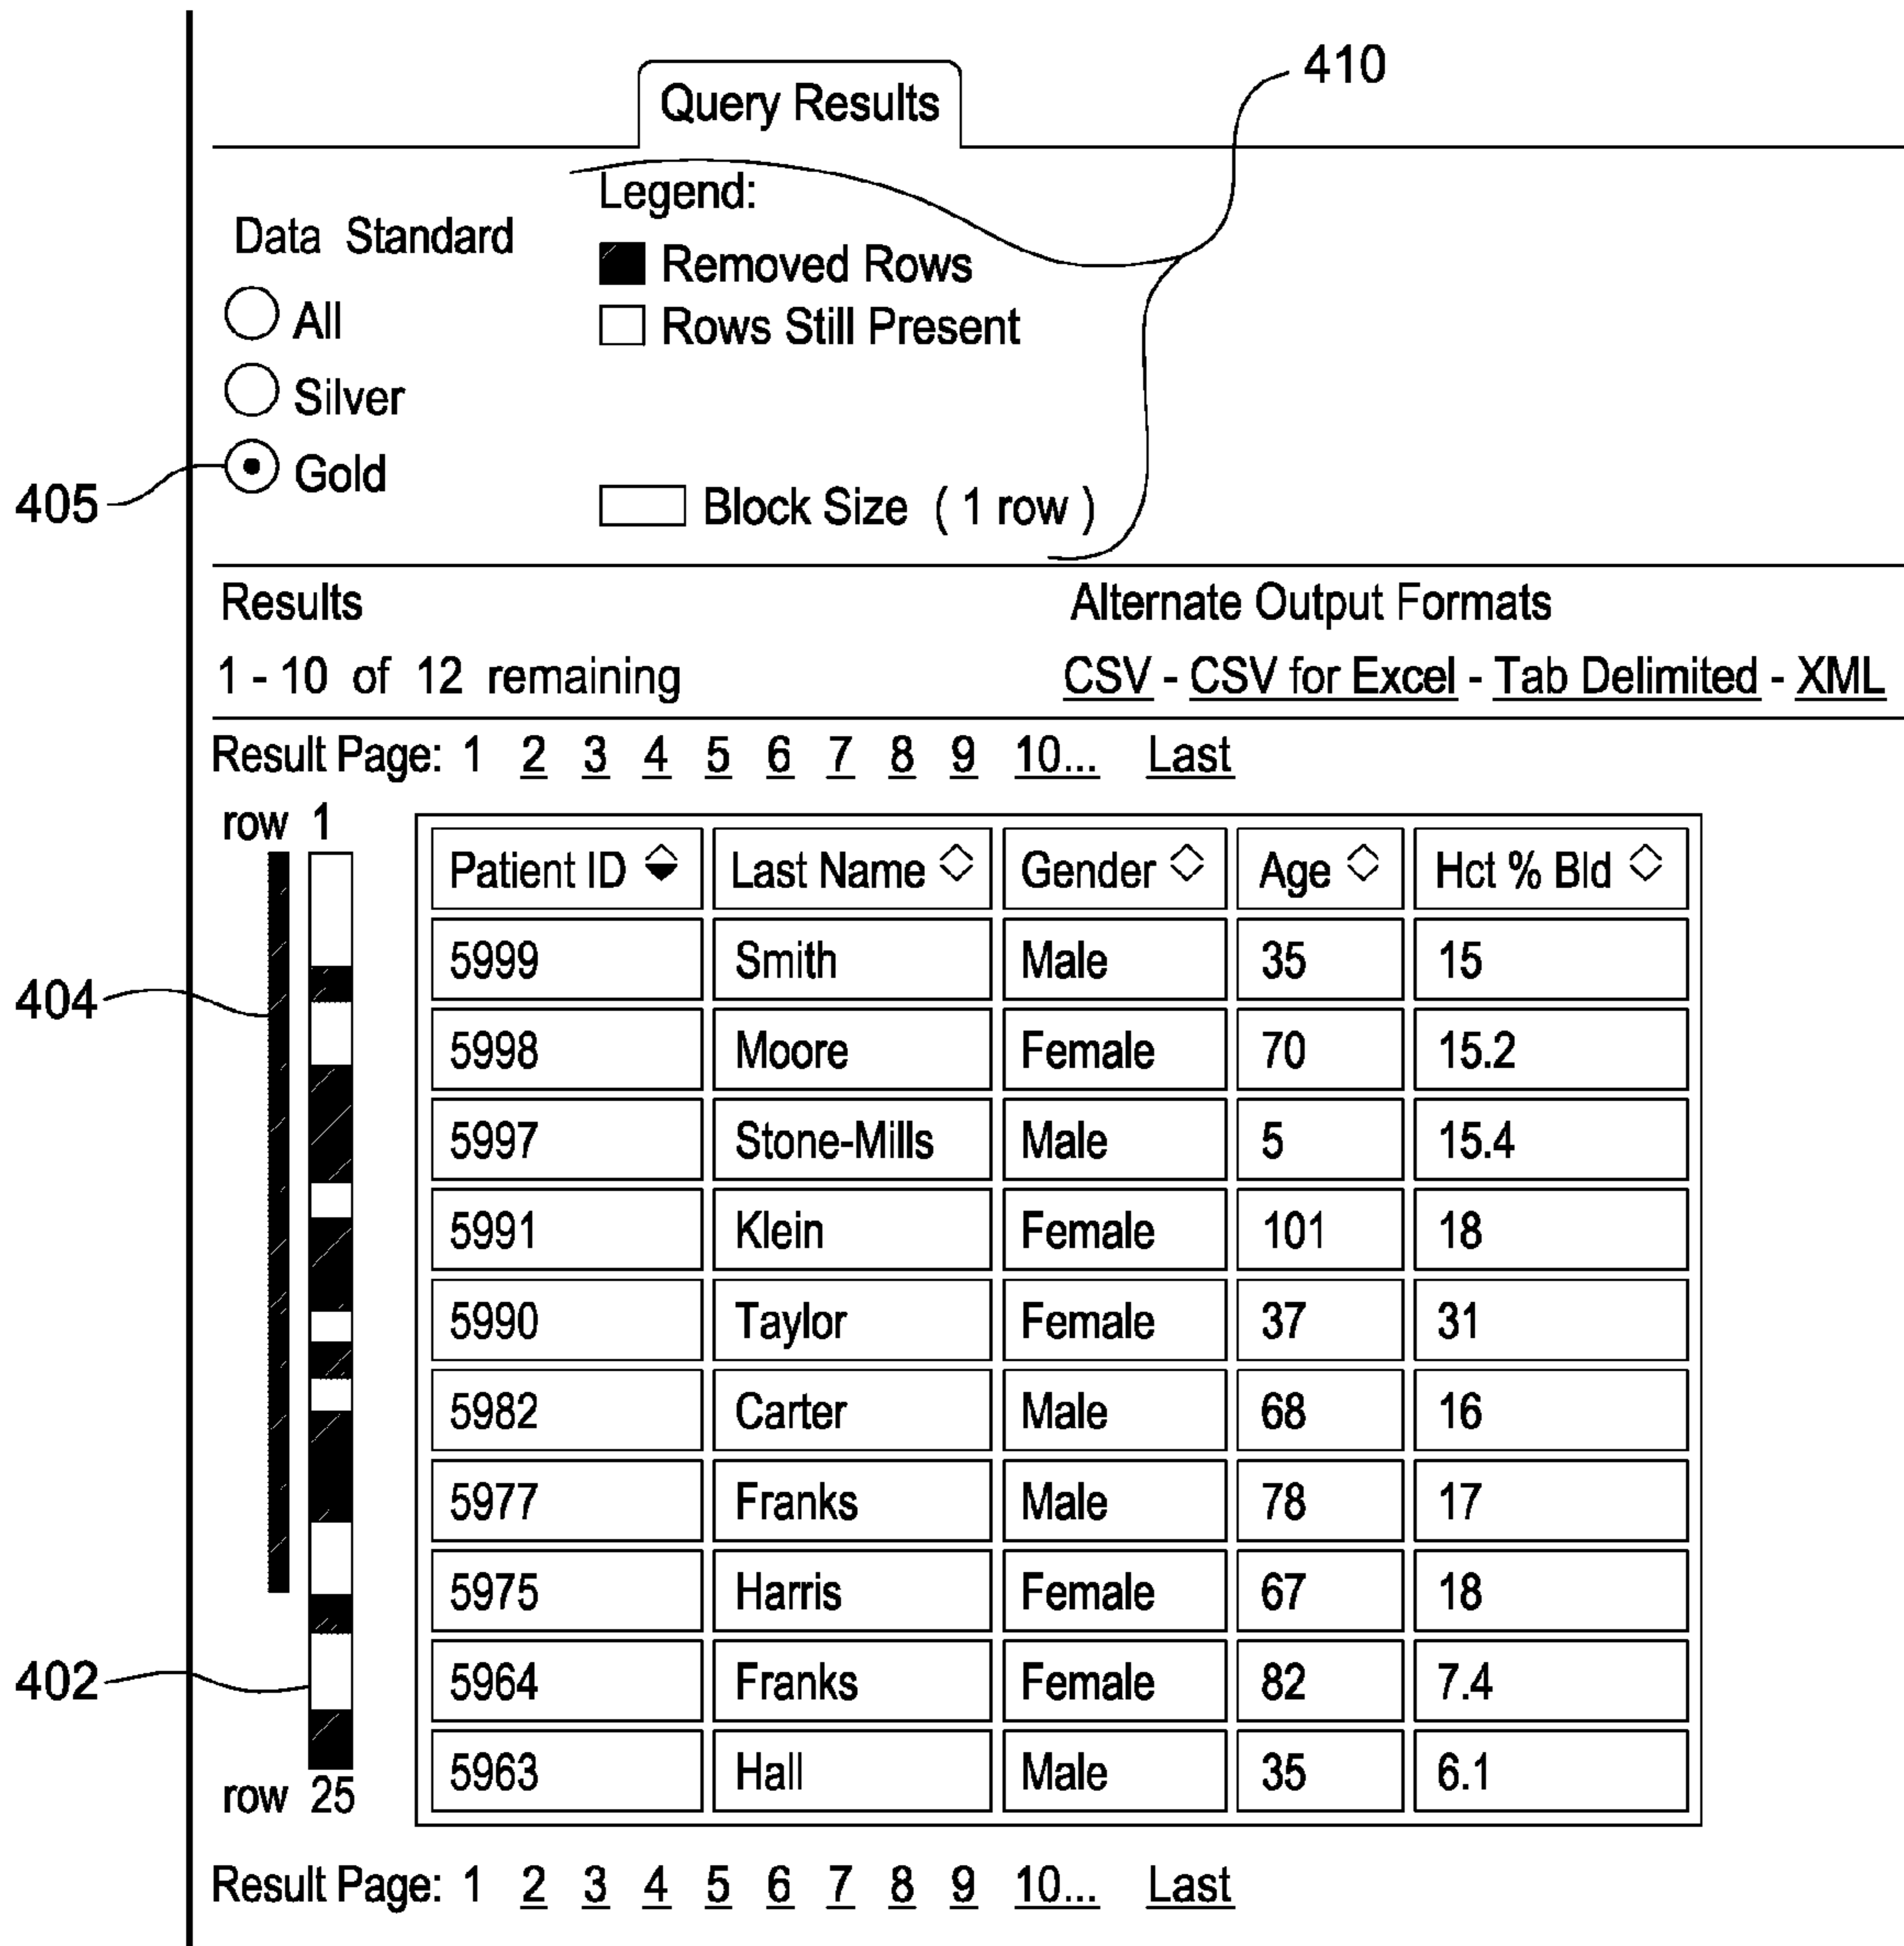 410
Query Results
Legend:
Data Standard
Removed Rows
All
Rows Still Present
Silver
Gold
405
Block Size ( 1 row )
Results Alternate Output Formats
1 - 10 of 12 remaining CSV - CSV for Excel - Tab Delimited - XML
Result Page: 1 2 3 4 5 6 7 8 9 10... Last
row 1
Patient ID Last Name Gender Age Hct % Bld
5999 Smith Male 35 15
404
5998 Moore Female 70 15.2
5997 Stone-Mills Male 5 15.4
5991 Klein Female 101 18
5990 Taylor Female 37 31
5982 Carter Male 68 16
5977 Franks Male 78 17
5975 Harris Female 67 18
402
5964 Franks Female 82 7.4
5963 Hall Male 35 6.1
row 25
Result Page: 1 2 3 4 5 6 7 8 9 10... Last